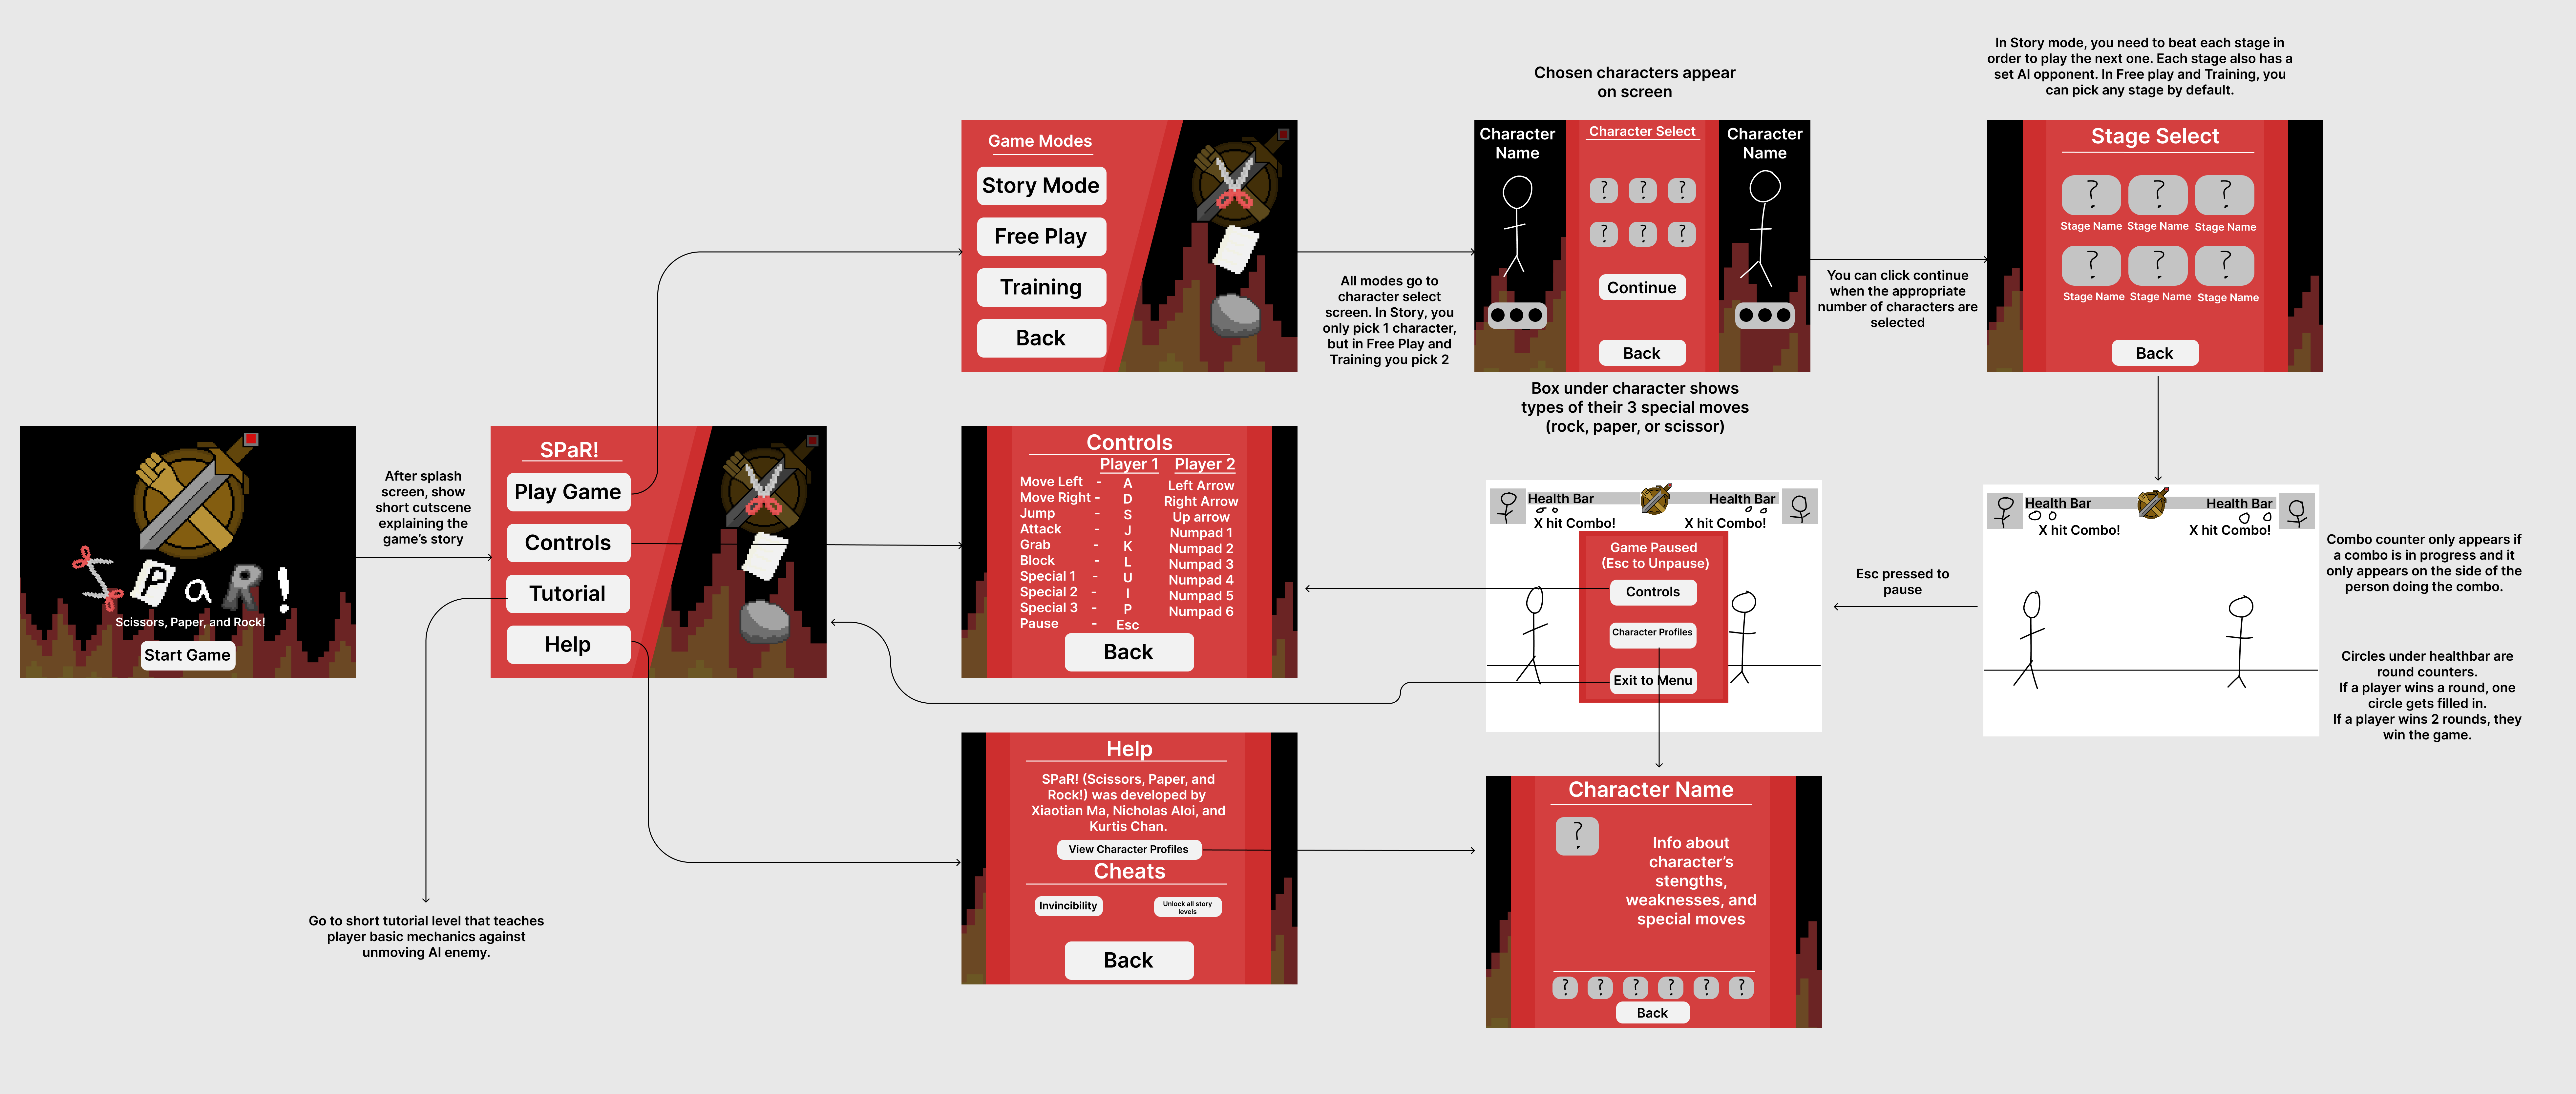 In Story mode, you need to beat each stage in
order to play the next one. Each stage also has a
set AI opponent. In Free play and Training, you
can pick any stage by default.
Chosen characters appear
on screen
Game Modes
Story Mode
Free Play
Training
Back
All modes go to
character select
screen. In Story, you
only pick 1 character,
but in Free Play and
Training you pick 2
Character
Name
Character Select
? ? ?
? ? ?
Continue
Back
Character
Name
Box under character shows
types of their 3 special moves
(rock, paper, or scissor)
You can click continue
when the appropriate
number of characters are
selected
Stage Select
? ? ?
Stage Name Stage Name Stage Name
? ? ?
Stage Name Stage Name Stage Name
Back
PaR!
Scissors, Paper, and Rock!
Start Game
After splash
screen, show
short cutscene
explaining the
game's story
SPaR!
Play Game
Controls
Tutorial
Help
Controls
Player 1 Player 2
Move Left - A Left Arrow
Move Right - D Right Arrow
Jump - S Up arrow
Attack - J Numpad 1
Grab - K Numpad 2
Block - L Numpad 3
Special 1 - U Numpad 4
Special 2 - I Numpad 5
Special 3 - P Numpad 6
Pause - Esc
Back
Health Bar Health Bar
X hit Combo! X hit Combo!
Game Paused
(Esc to Unpause)
Controls
Character Profiles
Exit to Menu
Esc pressed to
pause
Health Bar Health Bar
X hit Combo! X hit Combo!
Combo counter only appears if
a combo is in progress and it
only appears on the side of the
person doing the combo.
Circles under healthbar are
round counters.
If a player wins a round, one
circle gets filled in.
If a player wins 2 rounds, they
win the game.
Help
SPaR! (Scissors, Paper, and
Rock!) was developed by
Xiaotian Ma, Nicholas Aloi, and
Kurtis Chan.
View Character Profiles
Cheats
Invincibility
Unlock all story
levels
Back
Character Name
?
Info about
character's
stengths,
weaknesses, and
special moves
? ? ? ? ? ?
Back
Go to short tutorial level that teaches
player basic mechanics against
unmoving AI enemy.